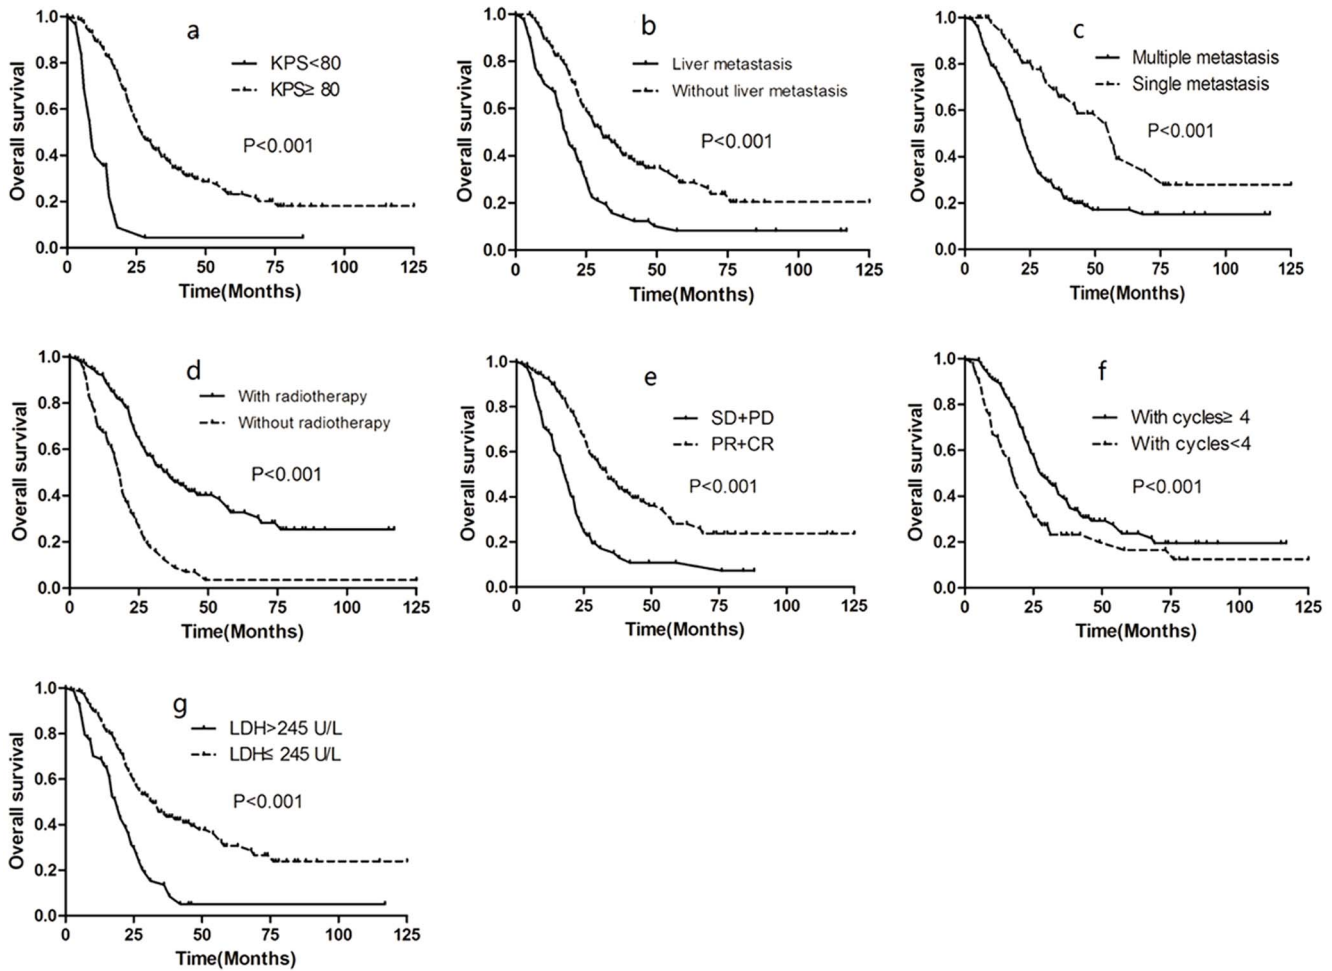 a
KPS<80
KPS≥ 80
P<0.001
Overall survival
1.0
0.8
0.6
0.4
0.2
0.0
0 25 50 75 100 125
Time(Months)
b
Liver metastasis
Without liver metastasis
P<0.001
Overall survival
1.0
0.8
0.6
0.4
0.2
0.0
0 25 50 75 100 125
Time(Months)
c
Multiple metastasis
Single metastasis
P<0.001
Overall survival
1.0
0.8
0.6
0.4
0.2
0.0
0 25 50 75 100 125
Time(Months)
d
With radiotherapy
Without radiotherapy
P<0.001
Overall survival
1.0
0.8
0.6
0.4
0.2
0.0
0 25 50 75 100 125
Time(Months)
e
SD+PD
PR+CR
P<0.001
Overall survival
1.0
0.8
0.6
0.4
0.2
0.0
0 25 50 75 100 125
Time(Months)
f
With cycles≥ 4
With cycles<4
P<0.001
Overall survival
1.0
0.8
0.6
0.4
0.2
0.0
0 25 50 75 100 125
Time(Months)
g
LDH>245 U/L
LDH≤ 245 U/L
P<0.001
Overall survival
1.0
0.8
0.6
0.4
0.2
0.0
0 25 50 75 100 125
Time(Months)